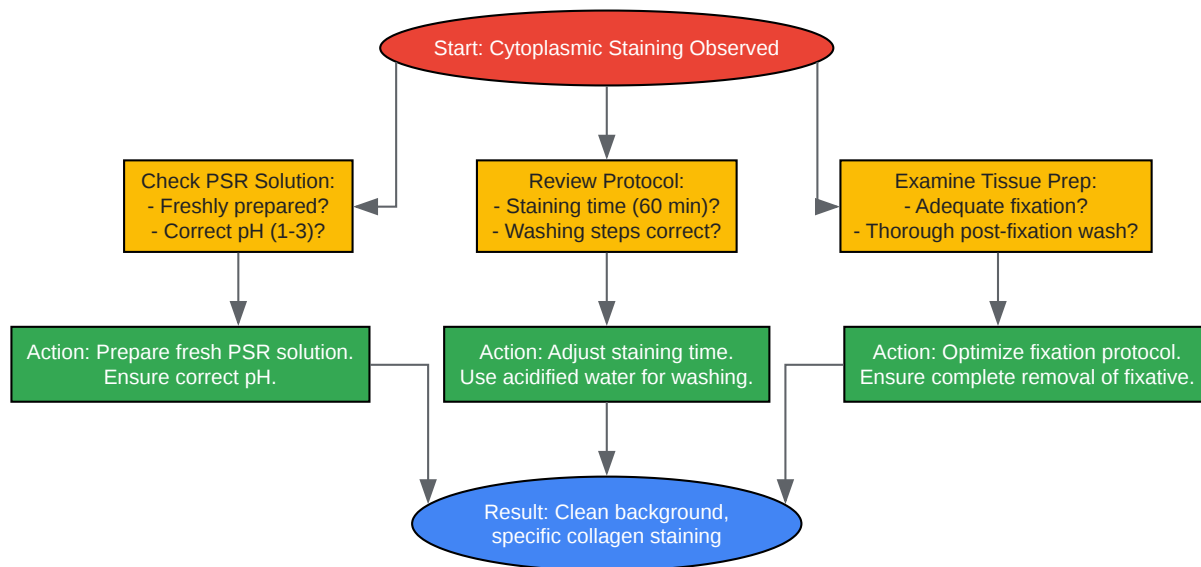 Start: Cytoplasmic Staining Observed
Check PSR Solution:
- Freshly prepared?
- Correct pH (1-3)?
Review Protocol:
- Staining time (60 min)?
- Washing steps correct?
Examine Tissue Prep:
- Adequate fixation?
- Thorough post-fixation wash?
Action: Prepare fresh PSR solution.
Ensure correct pH.
Action: Adjust staining time.
Use acidified water for washing.
Action: Optimize fixation protocol.
Ensure complete removal of fixative.
Result: Clean background,
specific collagen staining